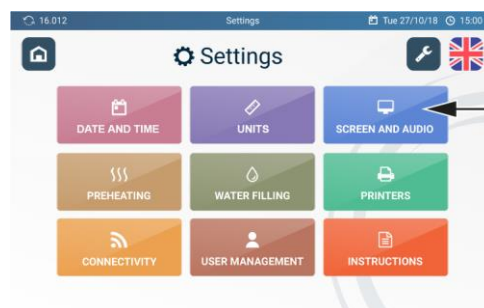 16.012 Settings Tue 27/10/18 15:00
Settings
DATE AND TIME UNITS SCREEN AND AUDIO
PREHEATING WATER FILLING PRINTERS
CONNECTIVITY USER MANAGEMENT INSTRUCTIONS